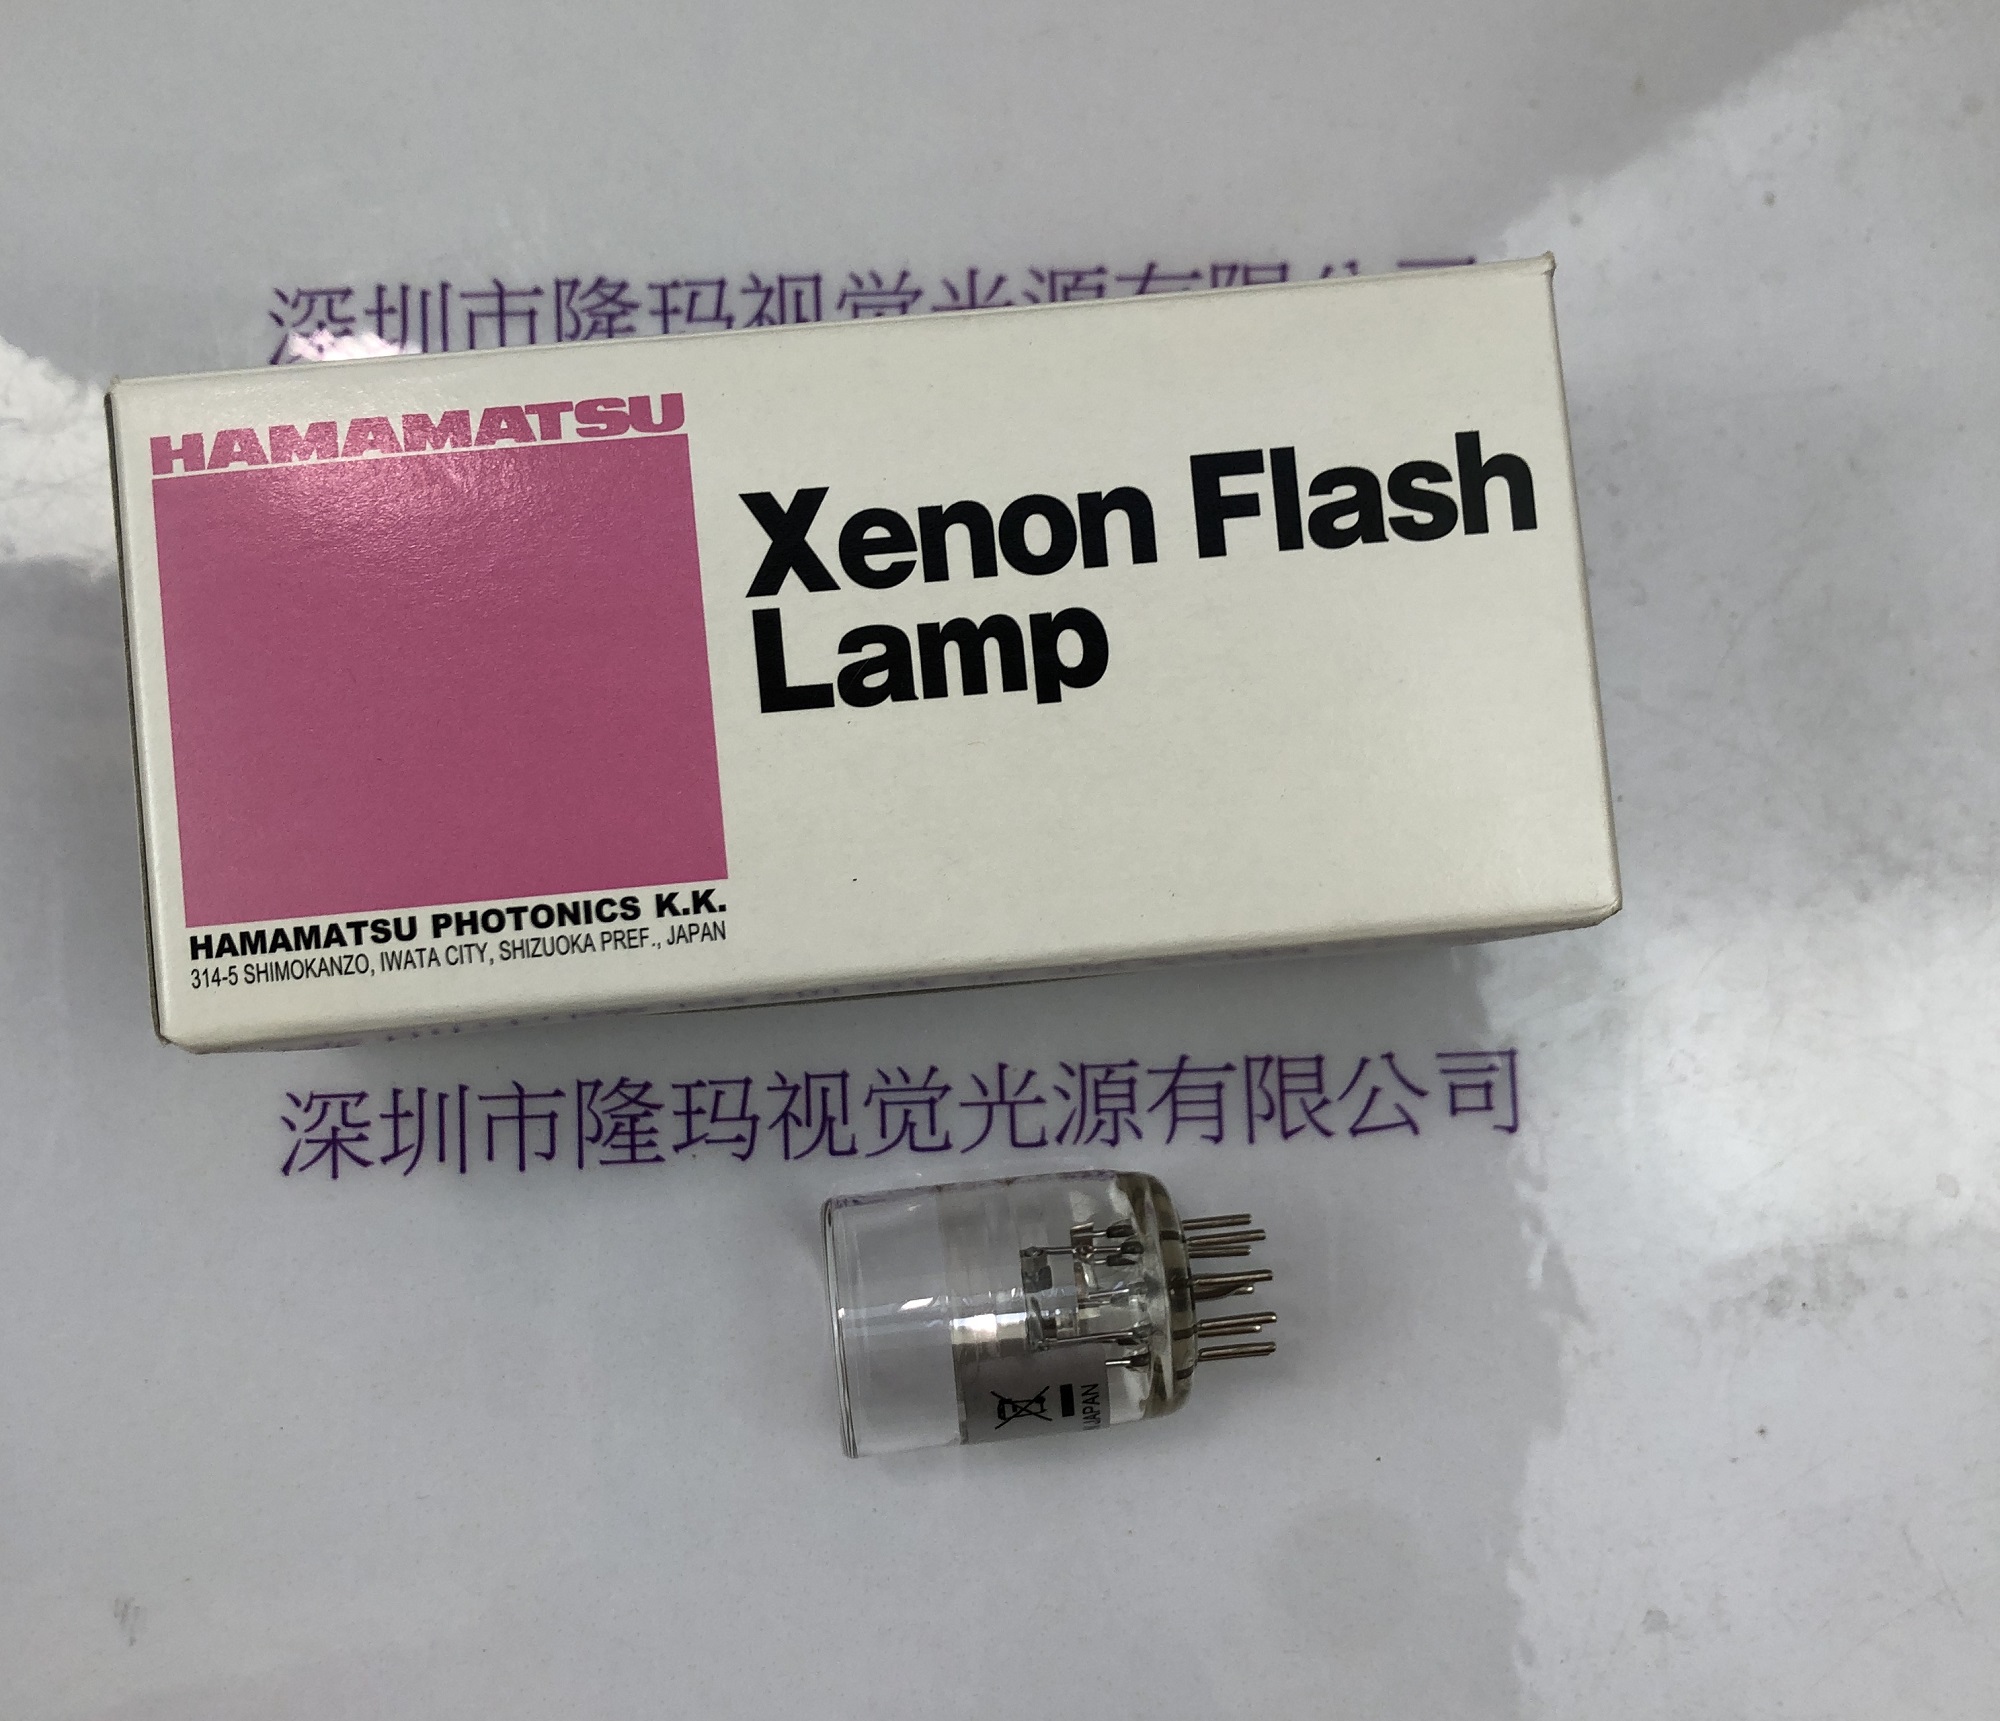 深圳市隆玛视觉光源有限公司
HAMAMATSU
Xenon Flash
Lamp
HAMAMATSU PHOTONICS K.K.
314-5 SHIMOKANZO, IWATA CITY, SHIZUOKA PREF., JAPAN
深圳市隆玛视觉光源有限公司
JAPAN